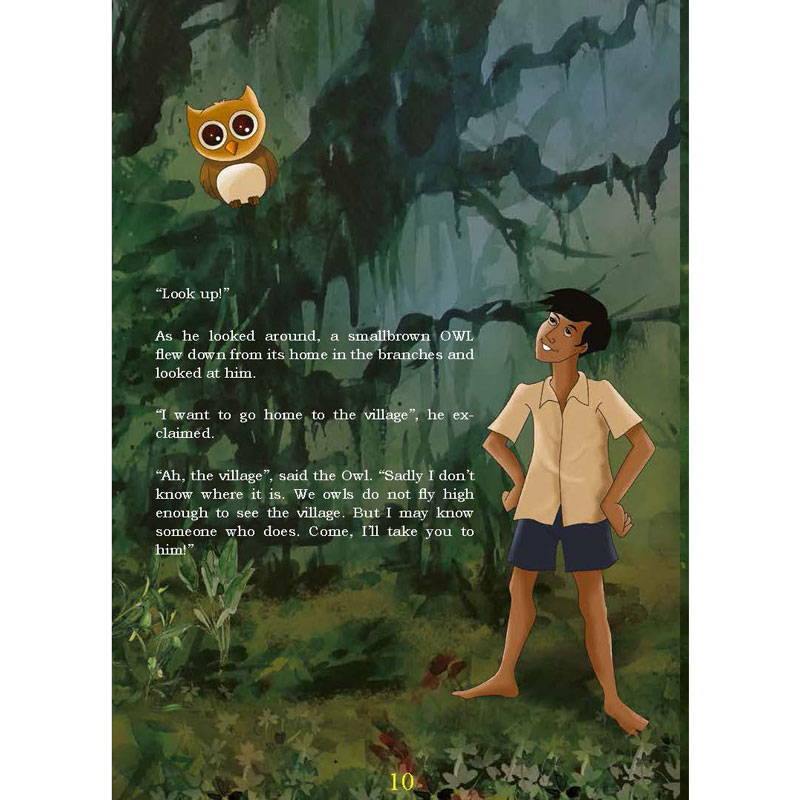 “Look up!”
As he looked around, a smallbrown OWL
flew down from its home in the branches and
looked at him.
“I want to go home to the village”, he ex-
claimed.
“Ah, the village”, said the Owl. “Sadly I don’t
know where it is. We owls do not fly high
enough to see the village. But I may know
someone who does. Come, I’ll take you to
him!”
10